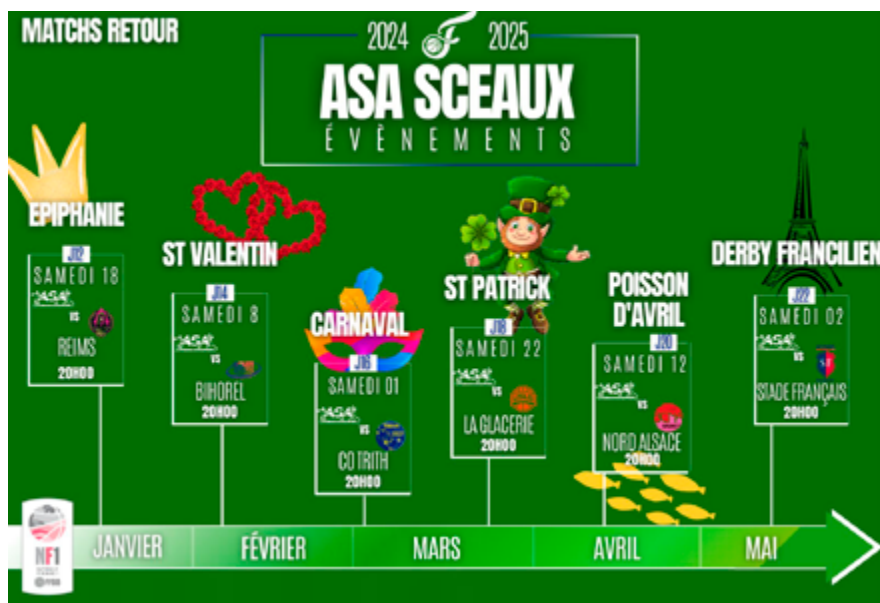 MATCHS RETOUR
2024 2025
ASA SCEAUX
ÉVÈNEMENTS
EPIPHANIE
J12
SAMEDI 18
ASA
VS
REIMS
20H00
ST VALENTIN
J14
SAMEDI 8
ASA
VS
BIHOREL
20H00
CARNAVAL
J16
SAMEDI 01
ASA
VS
CO TRITH
20H00
ST PATRICK
J18
SAMEDI 22
ASA
VS
LA GLACERIE
20H00
POISSON
D'AVRIL
J20
SAMEDI 12
ASA
VS
NORD ALSACE
20H00
DERBY FRANCILIEN
J22
SAMEDI 02
ASA
VS
SF
STADE FRANÇAIS
20H00
NF1
JANVIER
FÉVRIER
MARS
AVRIL
MAI